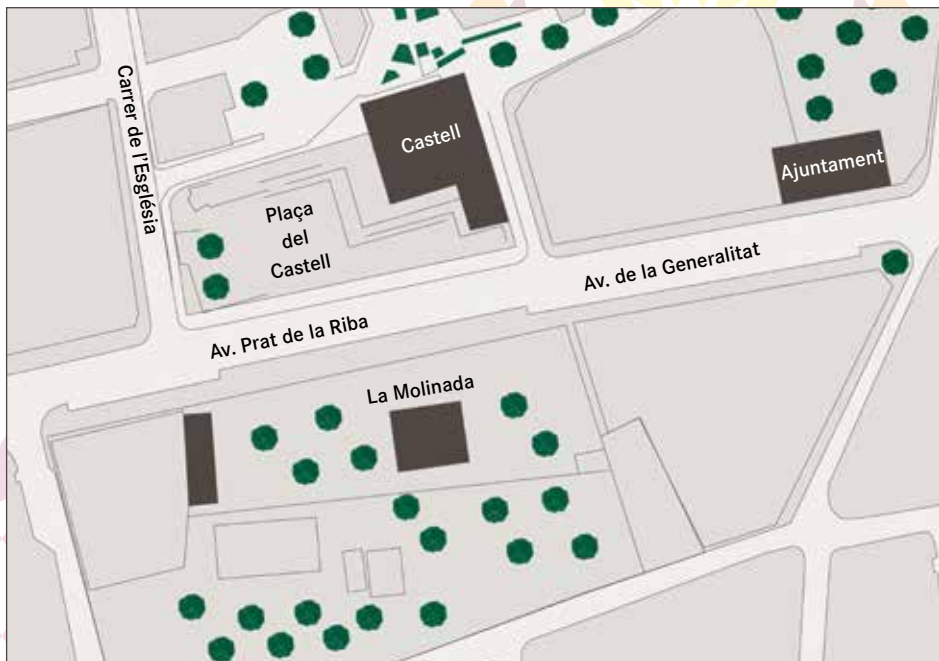 Carrer de l'Església
Castell
Ajuntament
Plaça
del
Castell
Av. de la Generalitat
Av. Prat de la Riba
La Molinada